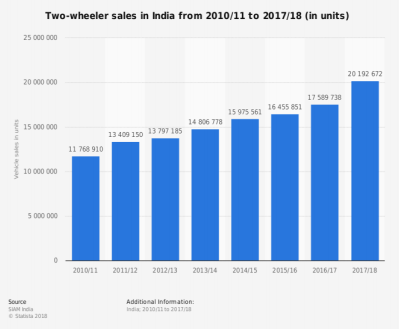 Two-wheeler sales in India from 2010/11 to 2017/18 (in units)
25 000 000
20 000 000
15 000 000
10 000 000
5 000 000
0
Vehicle sales in units
11 768 910
13 409 150
13 797 185
14 806 778
15 975 561
16 455 851
17 589 738
20 192 672
2010/11 2011/12 2012/13 2013/14 2014/15 2015/16 2016/17 2017/18
Source
SIAM India
© Statista 2018
Additional Information:
India; 2010/11 to 2017/18